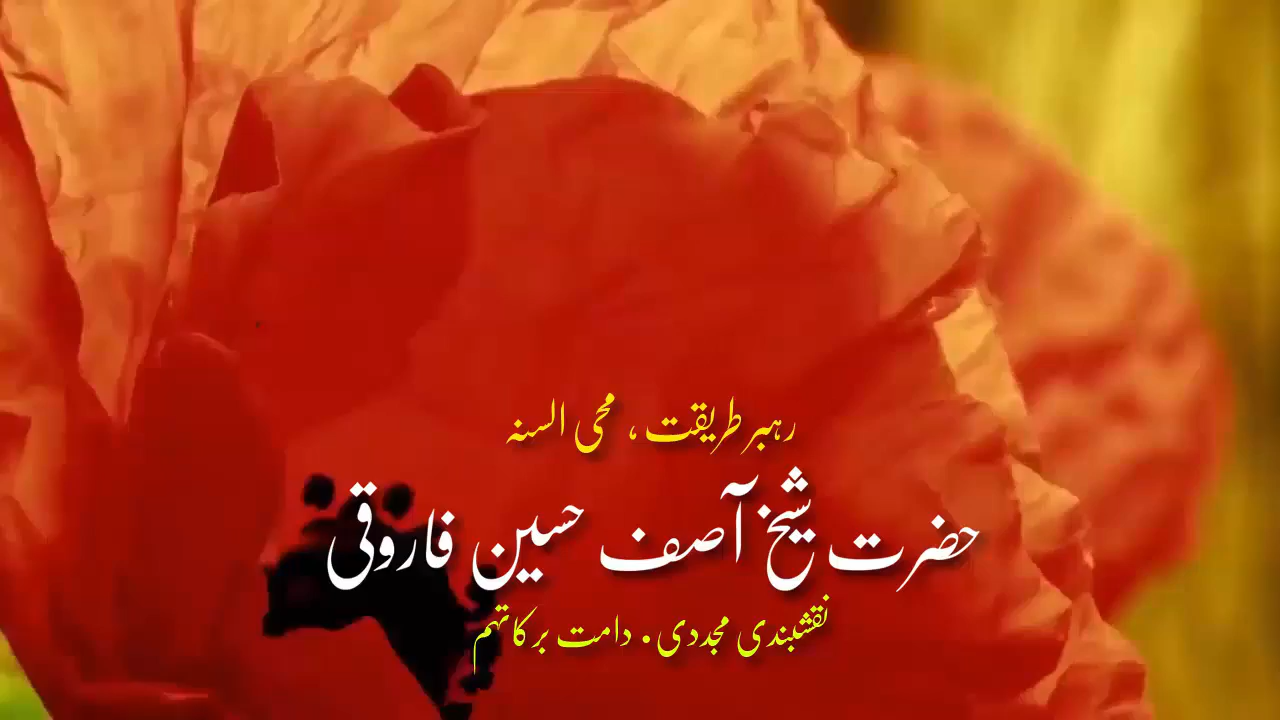 رہبر طریقت ، محی السنہ
حضرت شیخ آصف حسین فاروقی
نقشبندی مجددی . دامت برکاتہم